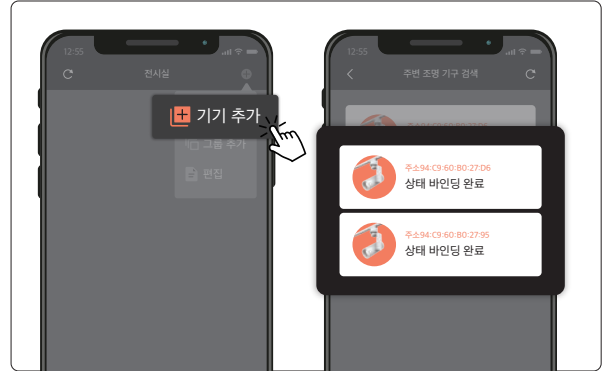 12:55
전시실
기기 추가
그룹 추가
편집
12:55
주변 조명 기구 검색
주소94:C9:60:B0:27:D6
상태 바인딩 완료
주소94:C9:60:B0:27:95
상태 바인딩 완료